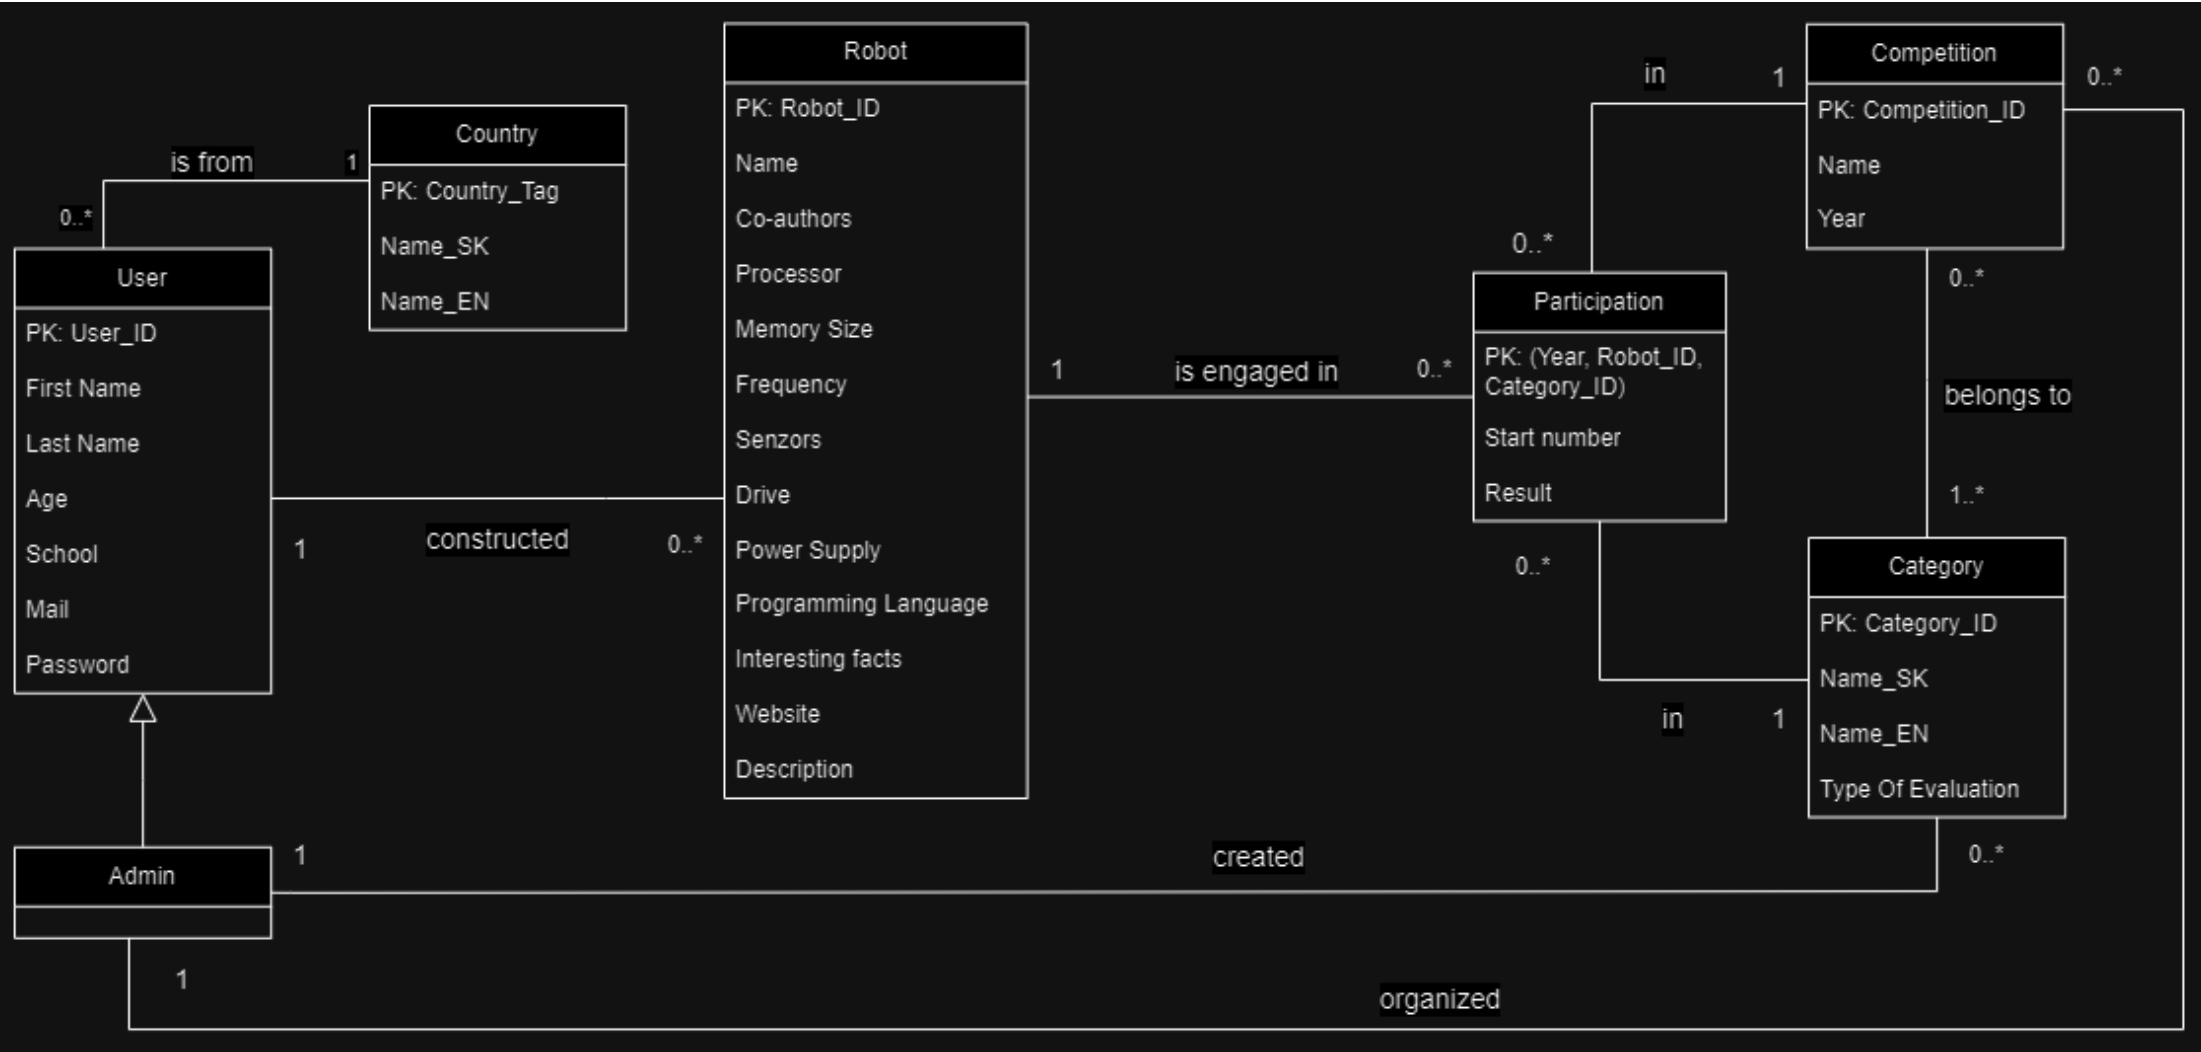 Country
PK: Country_Tag
Name_SK
Name_EN
is from
1
0..*
User
PK: User_ID
First Name
Last Name
Age
School
Mail
Password
1
constructed
0..*
Robot
PK: Robot_ID
Name
Co-authors
Processor
Memory Size
Frequency
Senzors
Drive
Power Supply
Programming Language
Interesting facts
Website
Description
1
is engaged in
0..*
Participation
PK: (Year, Robot_ID,
Category_ID)
Start number
Result
in
1
0..*
Competition
PK: Competition_ID
Name
Year
0..*
0..*
belongs to
1..*
0..*
in
1
Category
PK: Category_ID
Name_SK
Name_EN
Type Of Evaluation
0..*
Admin
1
created
1
organized